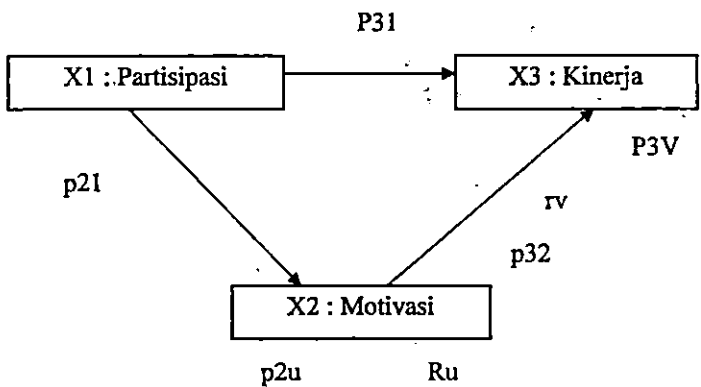 P31
X1 : Partisipasi
X3 : Kinerja
P3V
p21
rv
p32
X2 : Motivasi
p2u
Ru